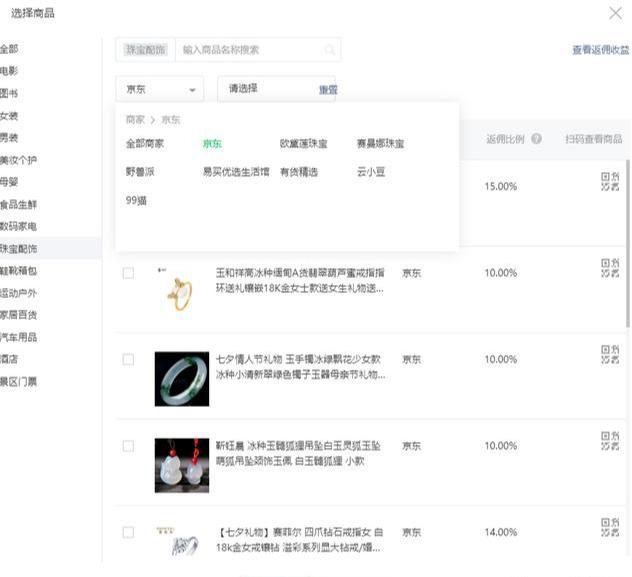 选择商品
全部
电影
图书
女装
男装
美妆个护
母婴
食品生鲜
数码家电
珠宝配饰
鞋靴箱包
运动户外
家居百货
汽车用品
酒店
景区门票
珠宝配饰 输入商品名称搜索
查看返佣收益
京东 请选择 重置
商家 > 京东
全部商家 京东 欧黛莲珠宝 赛曼娜珠宝
野兽派 易买优选生活馆 有货精选 云小豆
99猫
返佣比例 ? 扫码查看商品
15.00%
玉和祥高冰种缅甸A货翡翠葫芦蜜戒指指
环送礼镶嵌18K金女士款送女生礼物送...
京东 10.00%
七夕情人节礼物 玉手镯冰绿飘花少女款
冰种小清新翠绿色镯子玉器母亲节礼物...
京东 10.00%
靳钰晨 冰种玉髓狐狸吊坠白玉灵狐玉坠
萌狐吊坠颈饰玉佩 白玉髓狐狸 小款
京东 10.00%
【七夕礼物】赛菲尔 四爪钻石戒指女 白
18k金女戒镶钻 溢彩系列显大钻戒/婚...
京东 14.00%